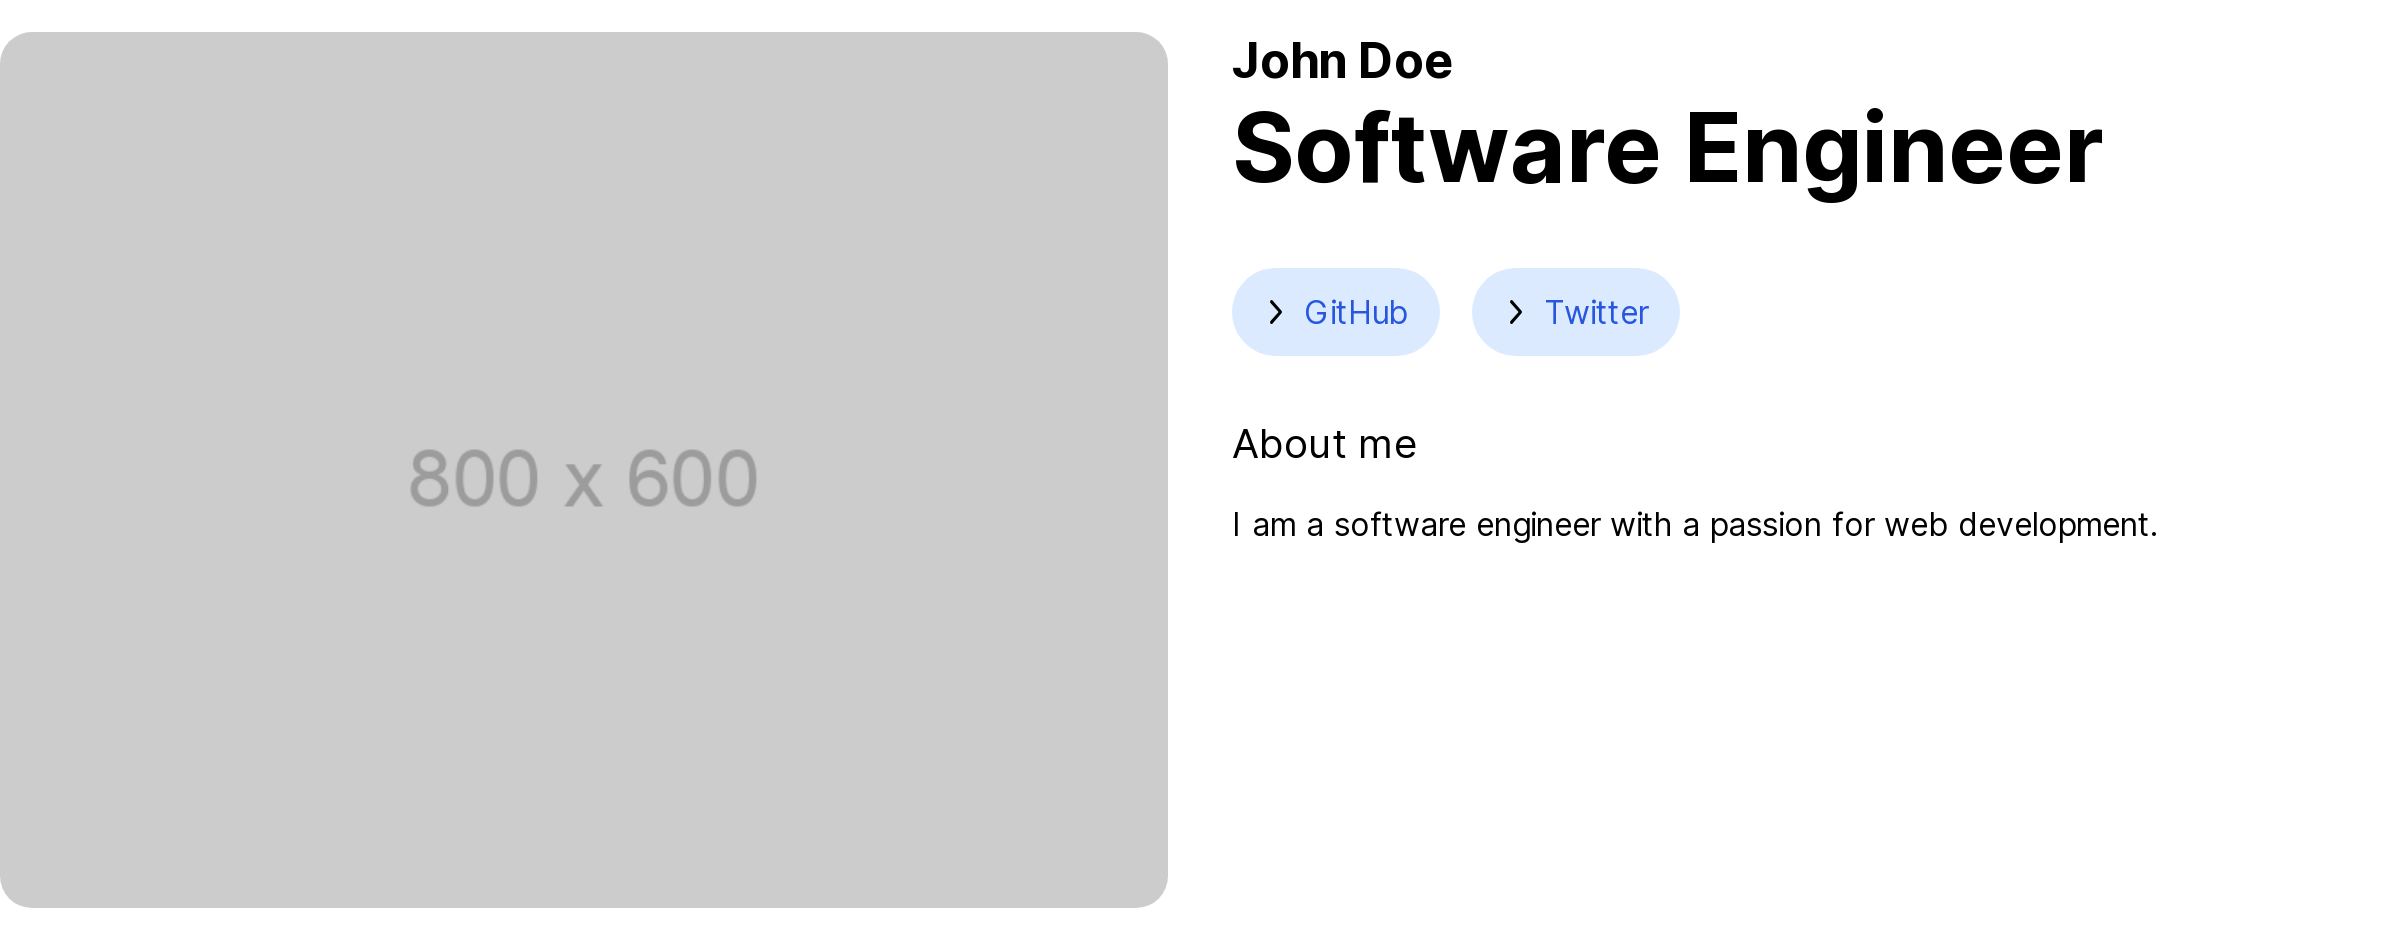 800 x 600
John Doe
Software Engineer
GitHub
Twitter
About me
I am a software engineer with a passion for web development.